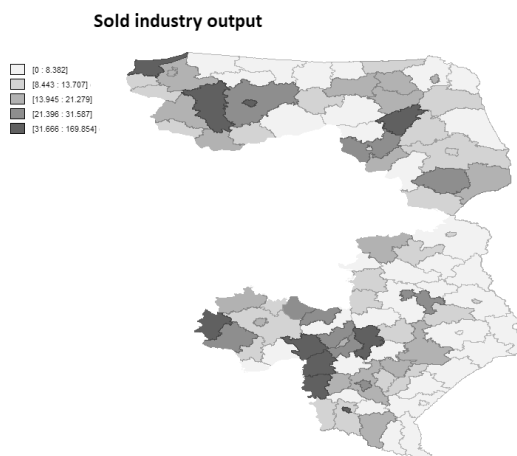 Sold industry output
[0 : 8.382]
[8.443 : 13.707]
[13.945 : 21.279]
[21.396 : 31.587]
[31.666 : 169.854]